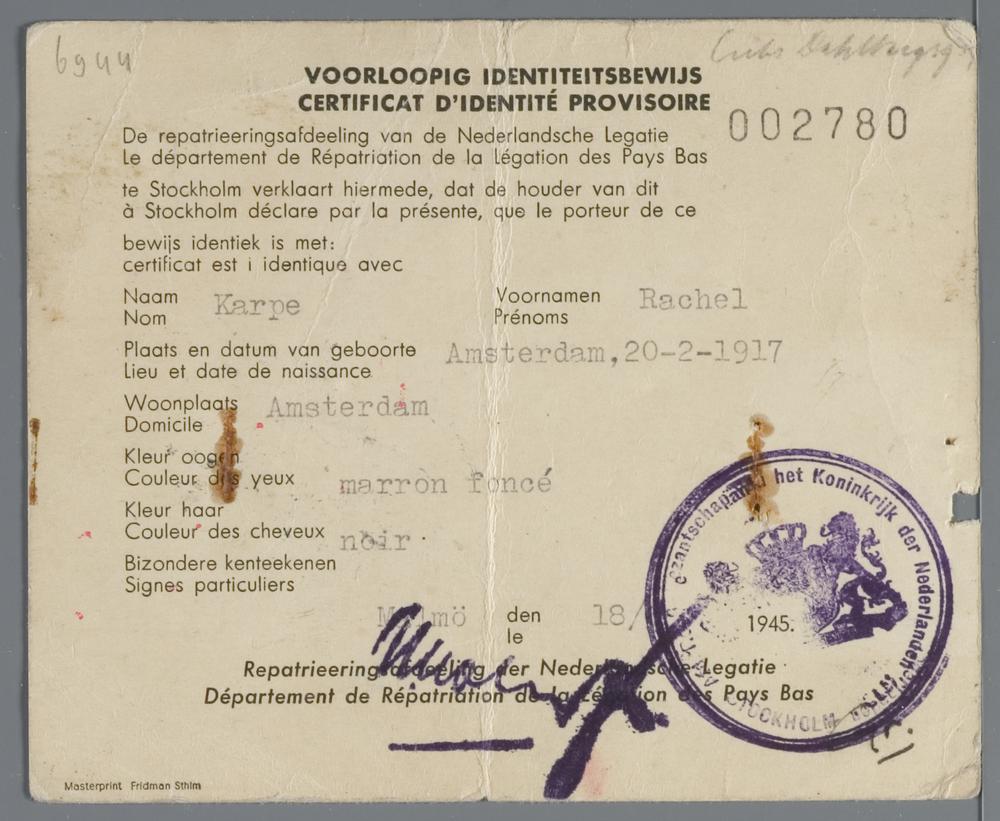 6944
VOORLOOPIG IDENTITEITSBEWIJS
CERTIFICAT D'IDENTITÉ PROVISOIRE
002780
De repatrieeringsafdeeling van de Nederlandsche Legatie
Le département de Répatriation de la Légation des Pays Bas
te Stockholm verklaart hiermede, dat de houder van dit
à Stockholm déclare par la présente, que le porteur de ce
bewijs identiek is met:
certificat est i identique avec
Naam Karpe Voornamen Rachel
Nom Prénoms
Plaats en datum van geboorte Amsterdam, 20-2-1917
Lieu et date de naissance
Woonplaats Amsterdam
Domicile
Kleur oogen
Couleur des yeux marron foncé
Kleur haar
Couleur des cheveux noir
Bizondere kenteekenen
Signes particuliers
Malmö den 18/ 1945.
le
Repatrieeringsafdeeling der Nederlandsche Legatie
Département de Répatriation de la Légation des Pays Bas
het Koninkrijk der Nederlanden
STOCKHOLM
Masterprint Fridman Sthlm